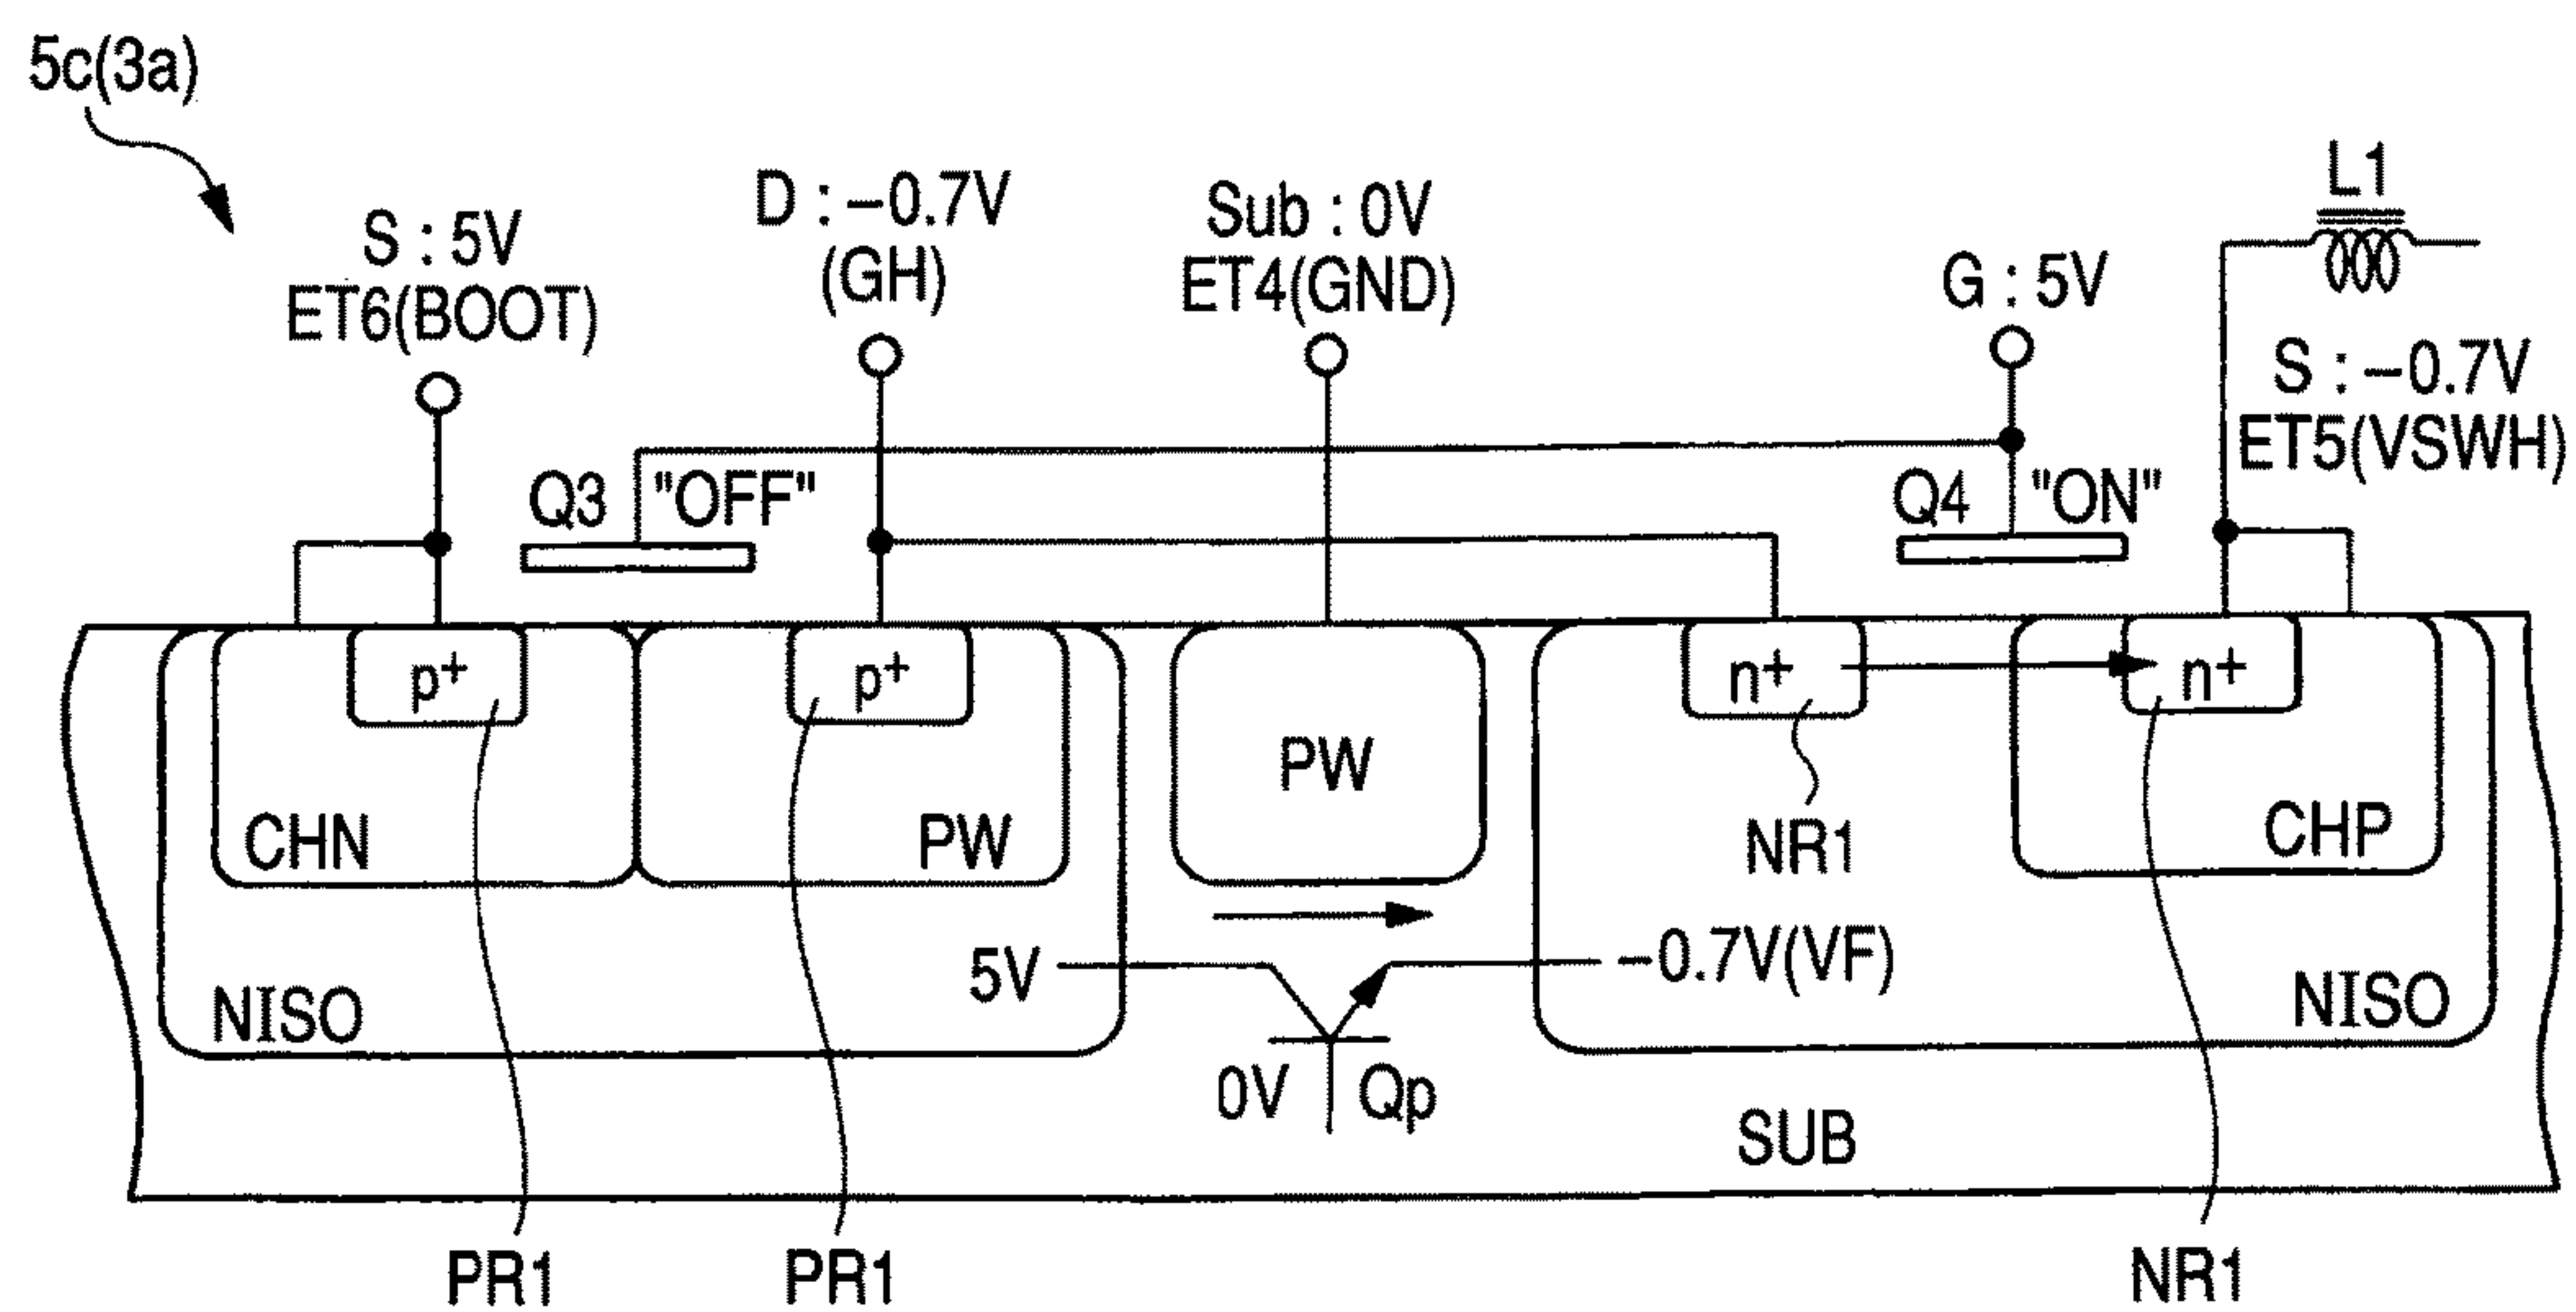 5c(3a)
S : 5V
ET6(BOOT)
D : –0.7V
(GH)
Sub : 0V
ET4(GND)
G : 5V
L1
S : –0.7V
ET5(VSWH)
Q3 "OFF"
Q4 "ON"
p+
p+
n+
n+
CHN
PW
PW
NR1
CHP
NISO
5V
–0.7V(VF)
NISO
0V
Qp
SUB
PR1
PR1
NR1